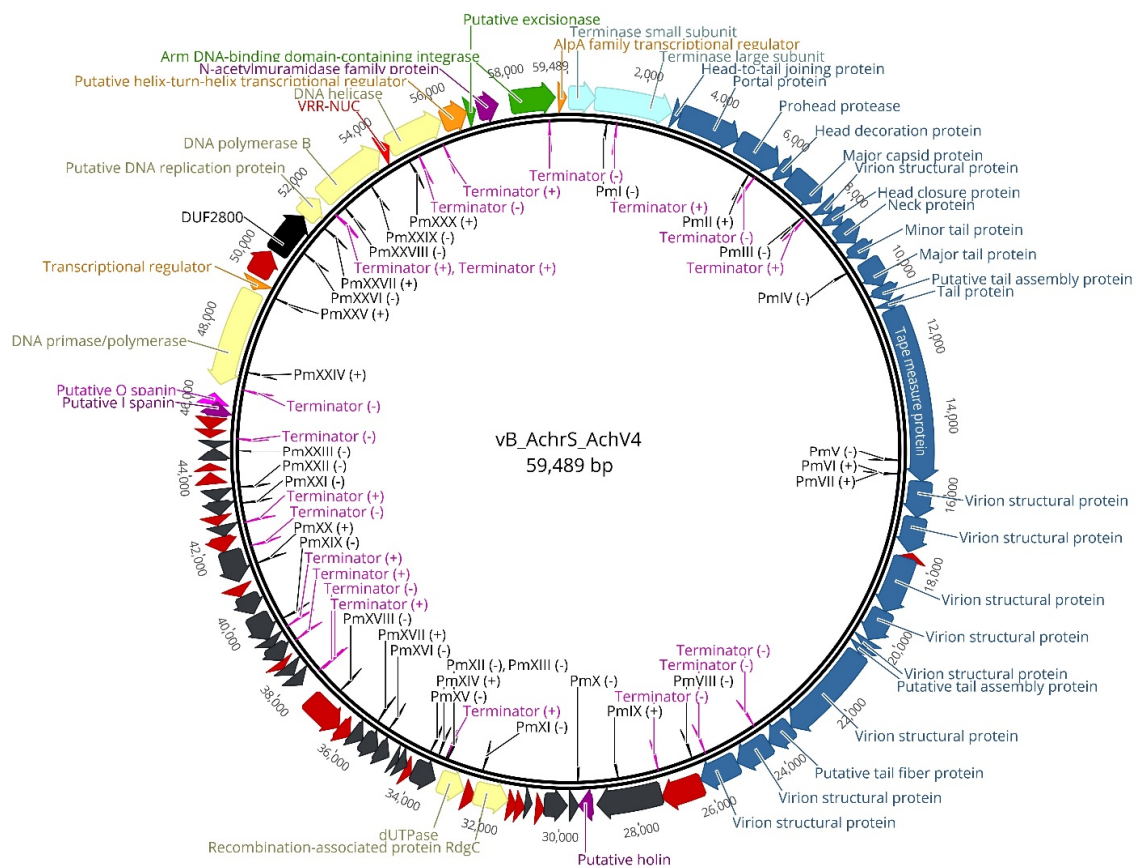 Putative excisionase
Terminase small subunit
Arm DNA-binding domain-containing integrase
AlpA family transcriptional regulator
N-acetylmuramidase family protein
Terminase large subunit
Putative helix-turn-helix transcriptional regulator
Head-to-tail joining protein
DNA helicase
Portal protein
VRR-NUC
Prohead protease
DNA polymerase B
Head decoration protein
Putative DNA replication protein
Major capsid protein
Virion structural protein
DUF2800
Head closure protein
Neck protein
Minor tail protein
Transcriptional regulator
Major tail protein
Putative tail assembly protein
Tail protein
Tape measure protein
DNA primase/polymerase
Putative O spanin
Putative I spanin
Virion structural protein
Virion structural protein
Virion structural protein
Virion structural protein
Virion structural protein
Putative tail assembly protein
Virion structural protein
Putative tail fiber protein
Virion structural protein
Virion structural protein
dUTPase
Recombination-associated protein RdgC
Putative holin
59,489
2,000
4,000
6,000
8,000
10,000
12,000
14,000
16,000
18,000
20,000
22,000
24,000
26,000
28,000
30,000
32,000
34,000
36,000
38,000
40,000
42,000
44,000
46,000
48,000
50,000
52,000
54,000
56,000
58,000
Terminator (-)
PmI (-)
Terminator (+)
PmII (+)
Terminator (-)
PmIII (-)
Terminator (+)
PmIV (-)
PmV (-)
PmVI (+)
PmVII (+)
Terminator (-)
Terminator (-)
PmVIII (-)
Terminator (-)
PmIX (+)
PmX (-)
PmXI (-)
Terminator (+)
PmXII (-), PmXIII (-)
PmXIV (+)
PmXV (-)
PmXVI (-)
PmXVII (+)
PmXVIII (-)
Terminator (+)
Terminator (-)
Terminator (+)
Terminator (+)
PmXIX (-)
PmXX (+)
Terminator (-)
Terminator (+)
PmXXI (-)
PmXXII (-)
PmXXIII (-)
Terminator (-)
Terminator (-)
PmXXIV (+)
PmXXV (+)
PmXXVI (-)
PmXXVII (+)
Terminator (+), Terminator (+)
PmXXVIII (-)
PmXXIX (-)
PmXXX (+)
Terminator (-)
Terminator (+)
vB_AchrS_AchV4
59,489 bp